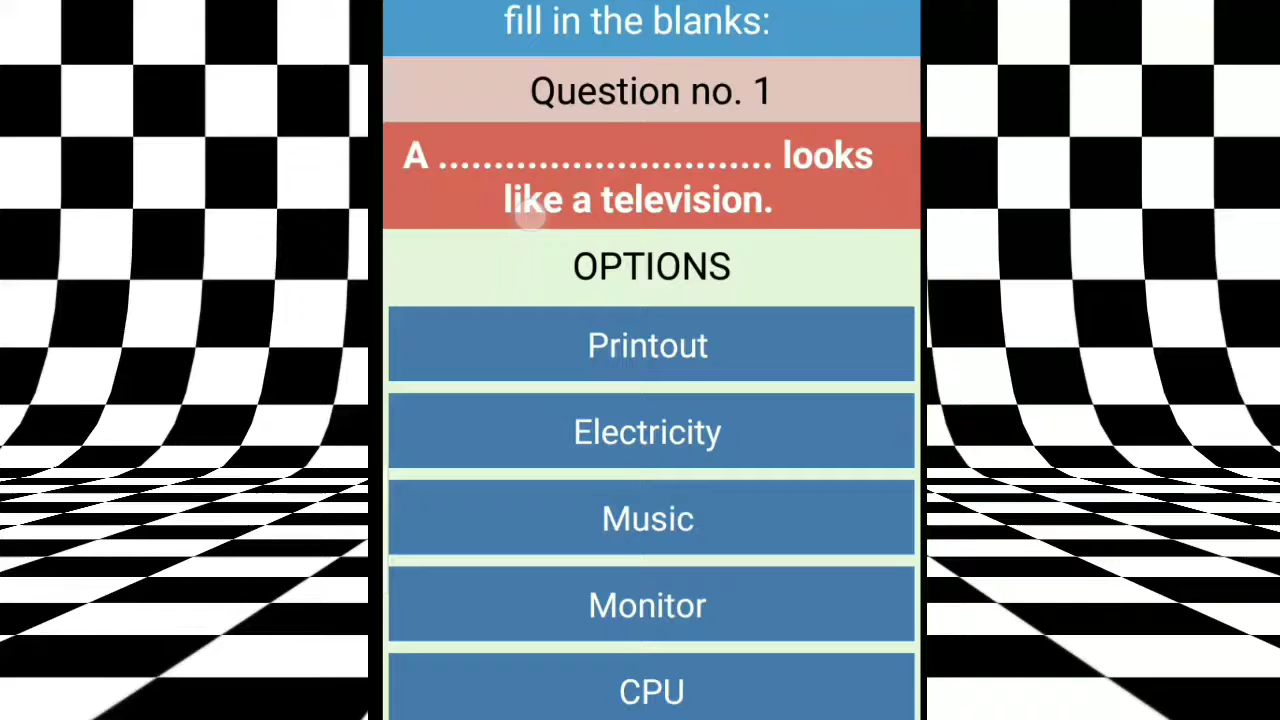 fill in the blanks:
Question no. 1
A .............................. looks
like a television.
OPTIONS
Printout
Electricity
Music
Monitor
CPU